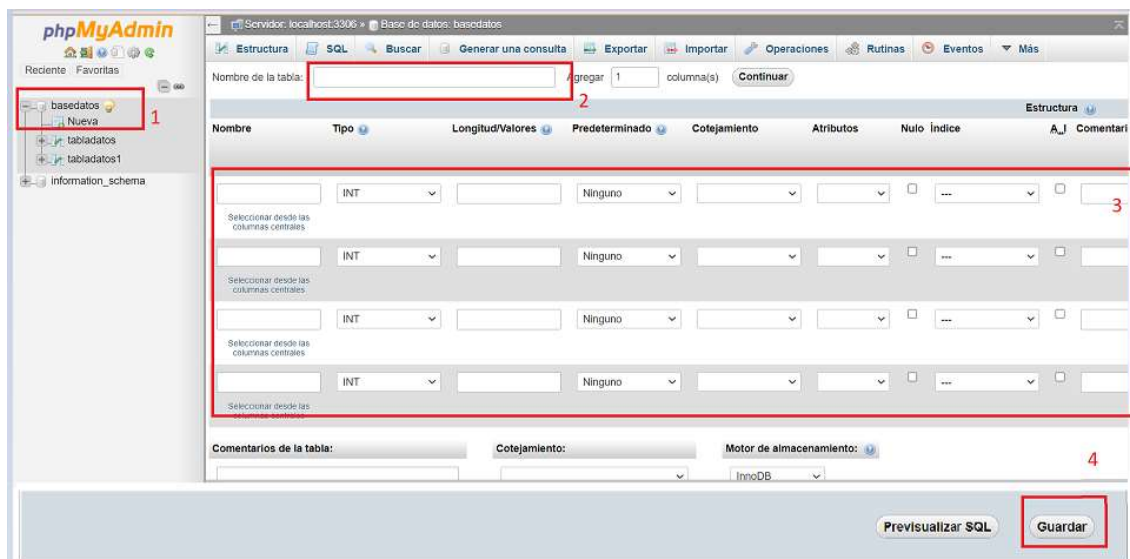 phpMyAdmin
Reciente Favoritas
basedatos
Nueva
tabladatos
tabladatos1
information_schema
1
Servidor: localhost:3306 » Base de datos: basedatos
Estructura SQL Buscar Generar una consulta Exportar Importar Operaciones Rutinas Eventos Más
Nombre de la tabla: Agregar 1 columna(s) Continuar
2
Estructura
Nombre Tipo Longitud/Valores Predeterminado Cotejamiento Atributos Nulo Índice A_I Comentari
INT Ninguno ---
3
Seleccionar desde las
columnas centrales
INT Ninguno ---
Seleccionar desde las
columnas centrales
INT Ninguno ---
Seleccionar desde las
columnas centrales
INT Ninguno ---
Seleccionar desde las
columnas centrales
Comentarios de la tabla: Cotejamiento: Motor de almacenamiento:
InnoDB
4
Previsualizar SQL Guardar